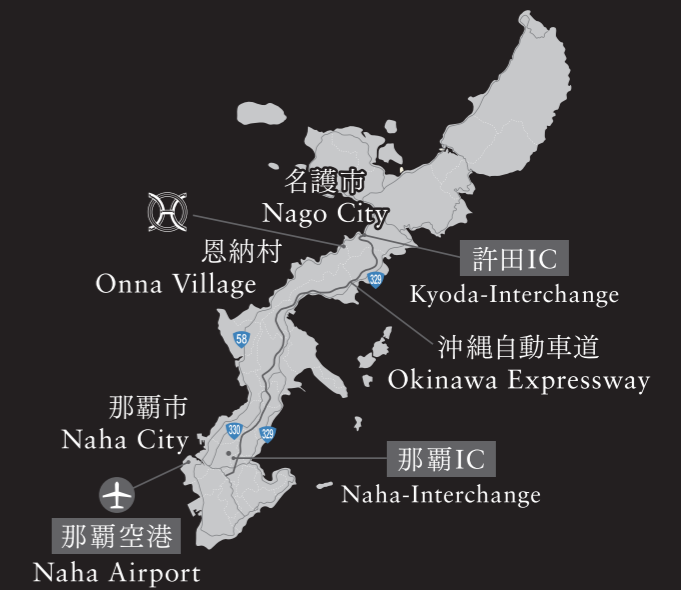 名護市
Nago City
恩納村
Onna Village
許田IC
Kyoda-Interchange
329
沖縄自動車道
Okinawa Expressway
58
那覇市
Naha City
330
329
那覇IC
Naha-Interchange
那覇空港
Naha Airport